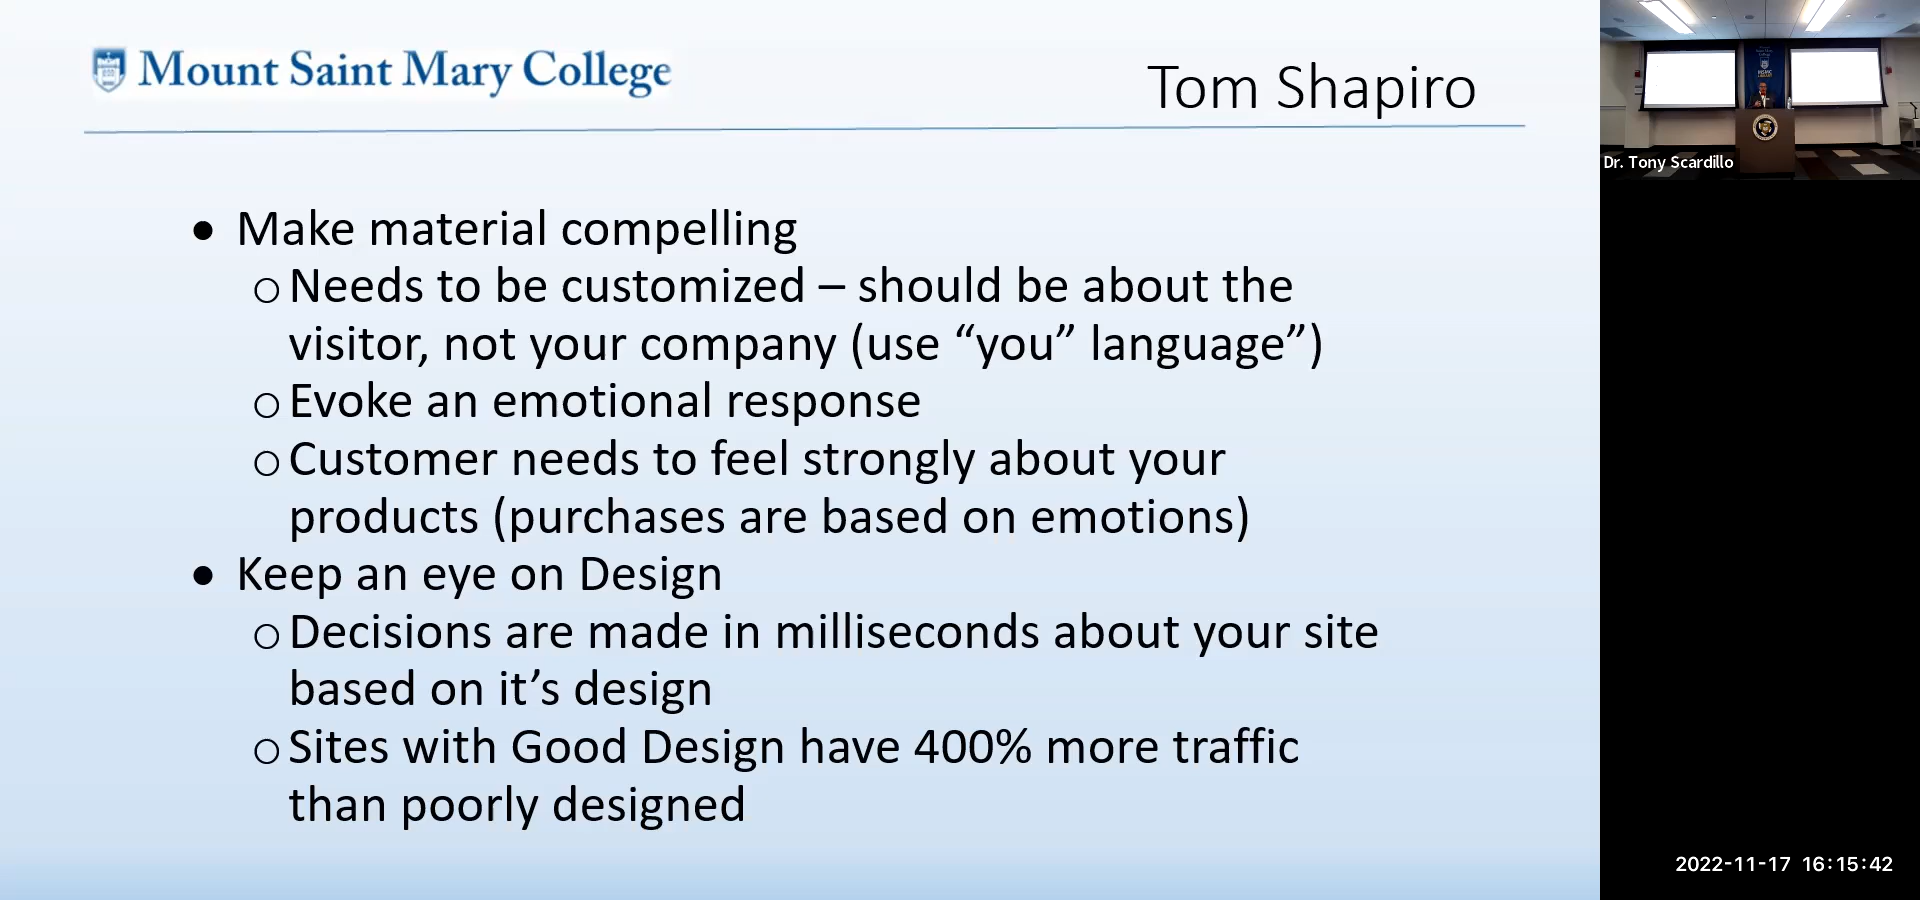 Mount Saint Mary College
Tom Shapiro
• Make material compelling
○ Needs to be customized – should be about the
visitor, not your company (use “you” language”)
○ Evoke an emotional response
○ Customer needs to feel strongly about your
products (purchases are based on emotions)
• Keep an eye on Design
○ Decisions are made in milliseconds about your site
based on it’s design
○ Sites with Good Design have 400% more traffic
than poorly designed
Dr. Tony Scardillo
2022-11-17 16:15:42